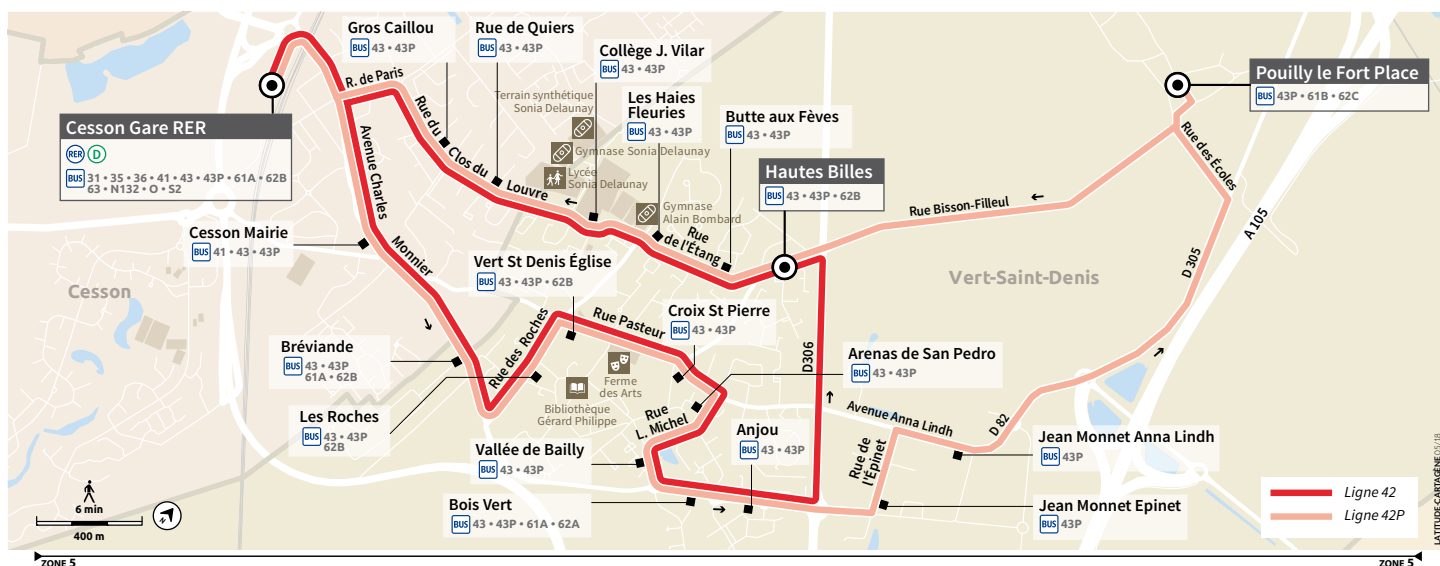 Gros Caillou
BUS 43 • 43P
Rue de Quiers
BUS 43 • 43P
Collège J. Vilar
BUS 43 • 43P
Les Haies
Fleuries
BUS 43 • 43P
Butte aux Fèves
BUS 43 • 43P
Pouilly le Fort Place
BUS 43P • 61B • 62C
Cesson Gare RER
RER D
BUS 31 • 35 • 36 • 41 • 43 • 43P • 61A • 62B
63 • N132 • O • S2
R. de Paris
Rue du
Clos du
Louvre
Avenue Charles
Monnier
Terrain synthétique
Sonia Delaunay
Gymnase Sonia Delaunay
Lycée
Sonia Delaunay
Gymnase
Alain Bombard
Rue
de l'Étang
Hautes Billes
BUS 43 • 43P • 62B
Rue Bisson-Filleul
Rue des Écoles
A 105
D 305
Cesson Mairie
BUS 41 • 43 • 43P
Vert St Denis Église
BUS 43 • 43P • 62B
Cesson
Vert-Saint-Denis
Rue des Roches
Rue Pasteur
Croix St Pierre
BUS 43 • 43P
D306
Bréviande
BUS 43 • 43P
61A • 62B
Arenas de San Pedro
BUS 43 • 43P
Ferme
des Arts
Bibliothèque
Gérard Philippe
Les Roches
BUS 43 • 43P
62B
Rue
L. Michel
Avenue Anna Lindh
D 82
Anjou
BUS 43 • 43P
Rue de
l'Épinet
Jean Monnet Anna Lindh
BUS 43P
Vallée de Bailly
BUS 43 • 43P
Bois Vert
BUS 43 • 43P • 61A • 62A
Jean Monnet Epinet
BUS 43P
6 min
400 m
Ligne 42
Ligne 42P
LATITUDE-CARTAGÈNE 05/18
ZONE 5
ZONE 5